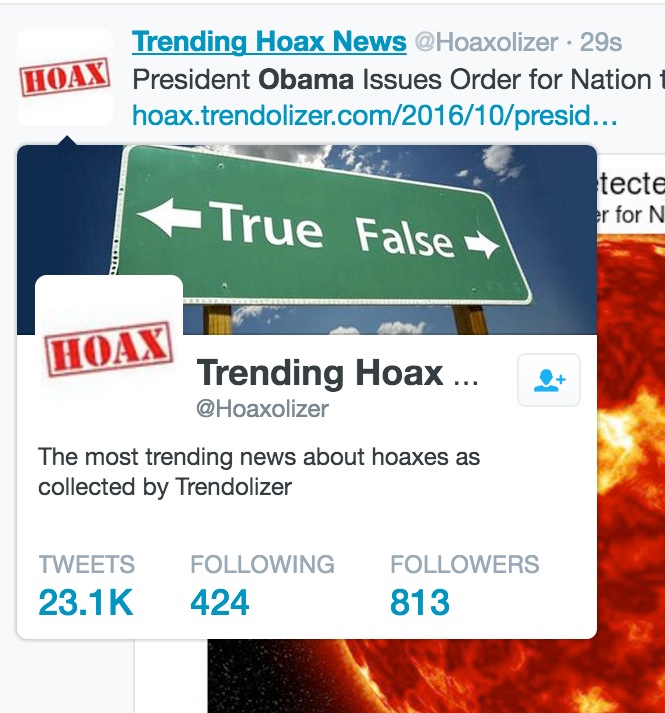 HOAX
Trending Hoax News @Hoaxolizer · 29s
President Obama Issues Order for Nation
hoax.trendolizer.com/2016/10/presid...
True False
er for N
HOAX
Trending Hoax ...
@Hoaxolizer
The most trending news about hoaxes as
collected by Trendolizer
TWEETS FOLLOWING FOLLOWERS
23.1K 424 813